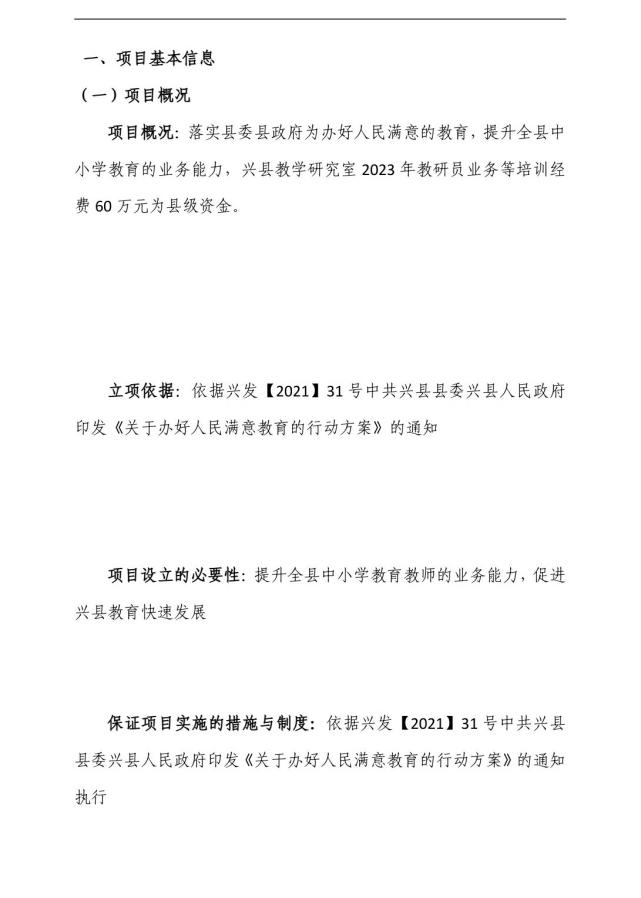 一、项目基本信息
（一）项目概况
项目概况：落实县委县政府为办好人民满意的教育，提升全县中
小学教育的业务能力，兴县教学研究室 2023 年教研员业务等培训经
费 60 万元为县级资金。
立项依据：依据兴发【2021】31 号中共兴县县委兴县人民政府
印发《关于办好人民满意教育的行动方案》的通知
项目设立的必要性：提升全县中小学教育教师的业务能力，促进
兴县教育快速发展
保证项目实施的措施与制度：依据兴发【2021】31 号中共兴县
县委兴县人民政府印发《关于办好人民满意教育的行动方案》的通知
执行